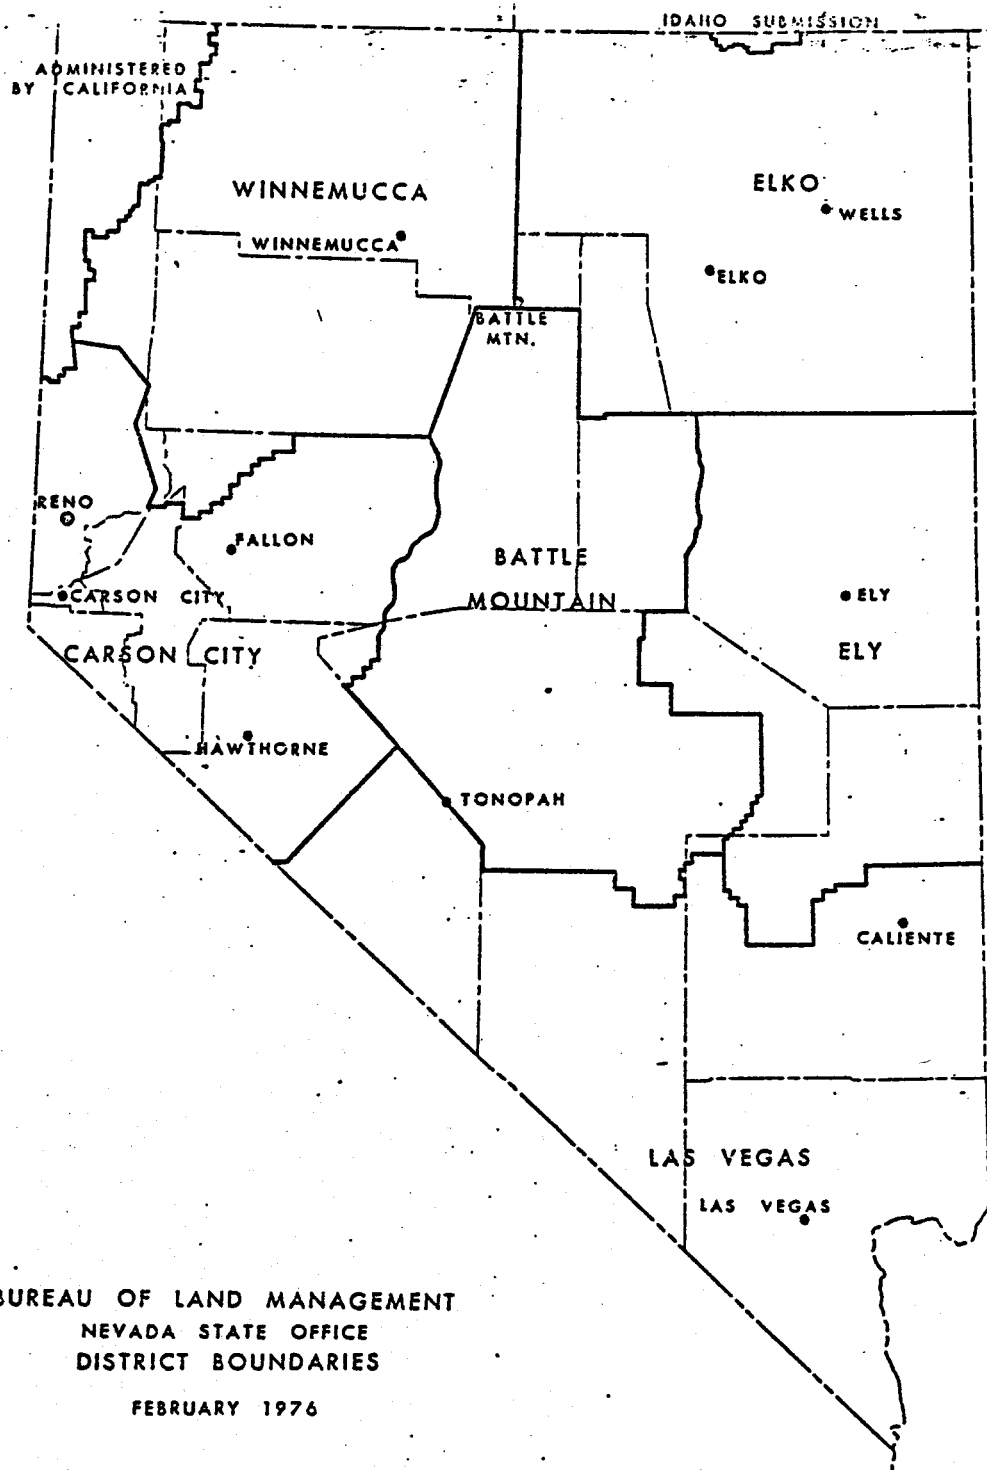 IDAHO SUBMISSION
ADMINISTERED
BY CALIFORNIA
WINNEMUCCA
ELKO
WELLS
WINNEMUCCA
ELKO
BATTLE
MTN.
RENO
FALLON
BATTLE
MOUNTAIN
CARSON CITY
ELY
CARSON CITY
ELY
HAWTHORNE
TONOPAH
CALIENTE
LAS VEGAS
LAS VEGAS
BUREAU OF LAND MANAGEMENT
NEVADA STATE OFFICE
DISTRICT BOUNDARIES
FEBRUARY 1976